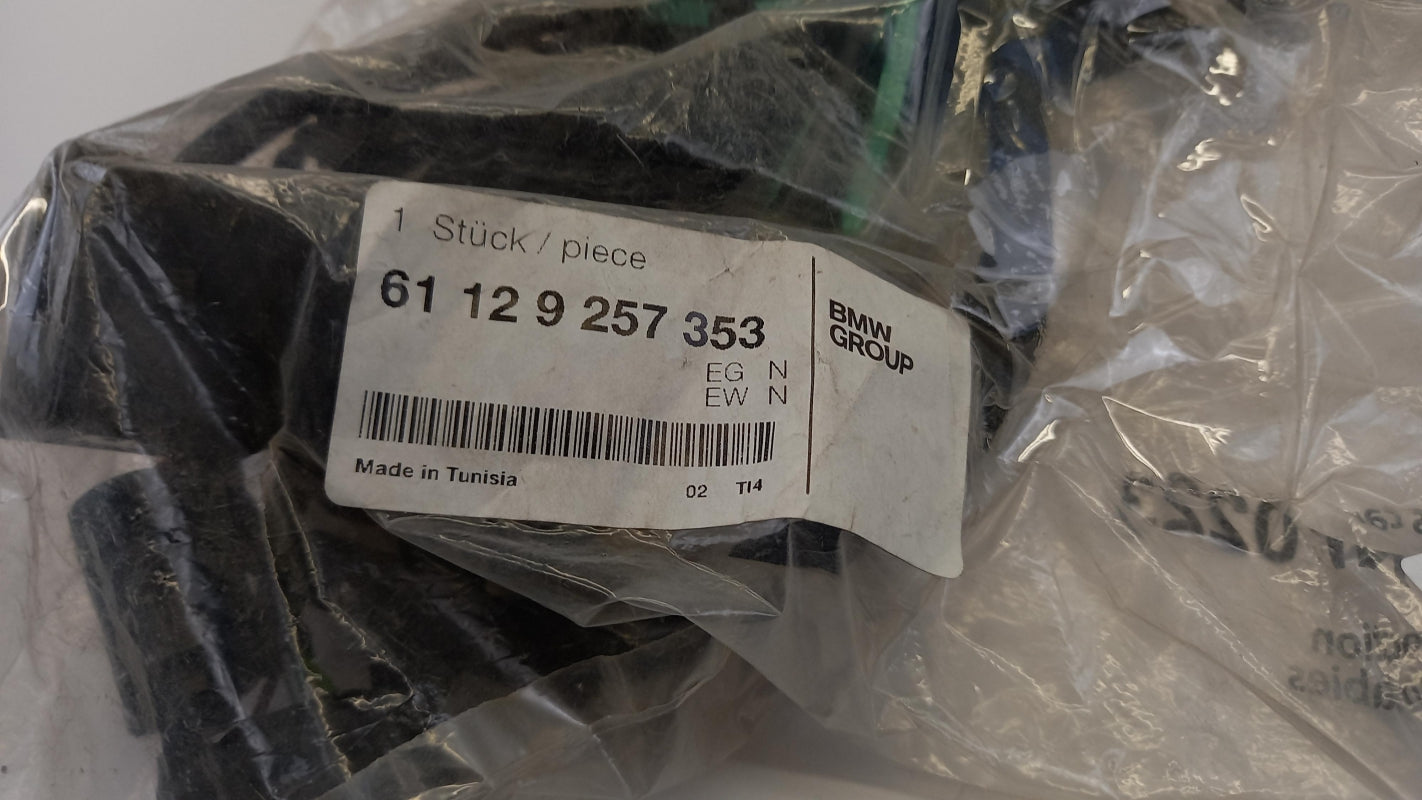 1 Stück / piece
61 12 9 257 353
EG N
EW N
Made in Tunisia
02 TI4
BMW
GROUP